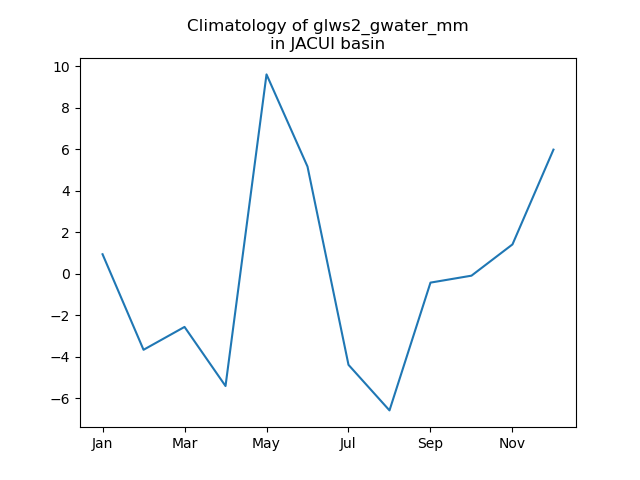 Climatology of glws2_gwater_mm
in JACUI basin
10
8
6
4
2
0
−2
−4
−6
Jan
Mar
May
Jul
Sep
Nov